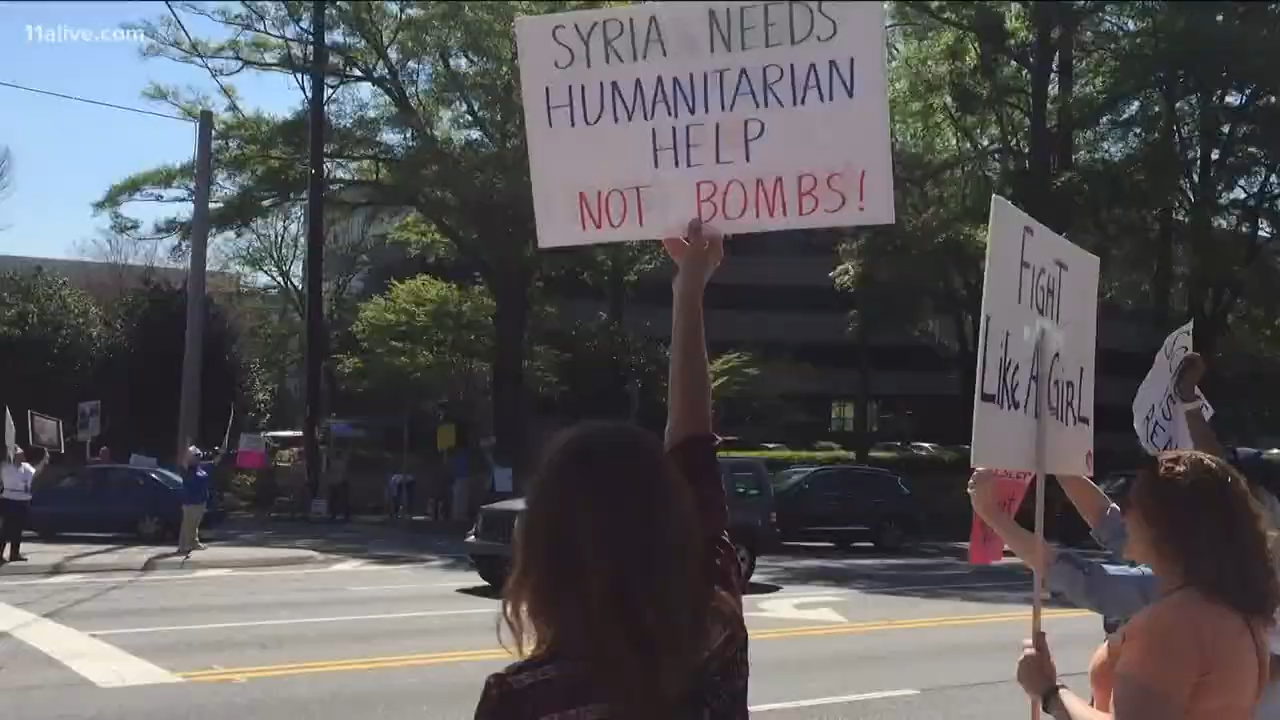 11alive.com
SYRIA NEEDS
HUMANITARIAN
HELP
NOT BOMBS!
FIGHT
LIKE A GIRL